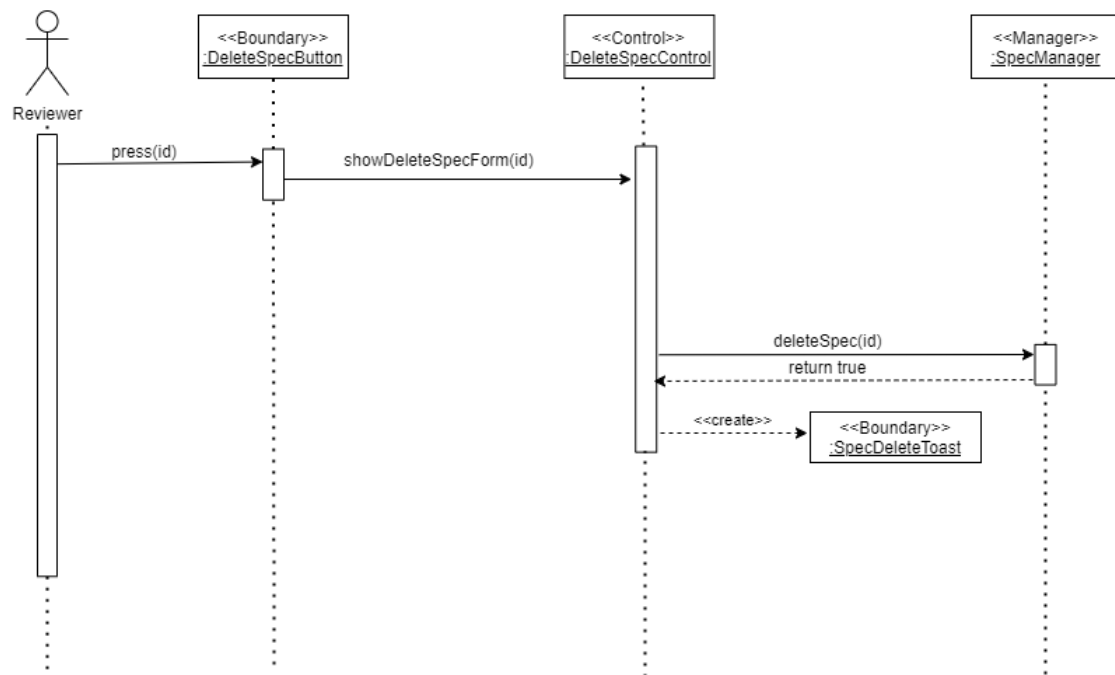 <<Boundary>>
:DeleteSpecButton
<<Control>>
:DeleteSpecControl
<<Manager>>
:SpecManager
Reviewer
press(id)
showDeleteSpecForm(id)
deleteSpec(id)
return true
<<create>>
<<Boundary>>
:SpecDeleteToast